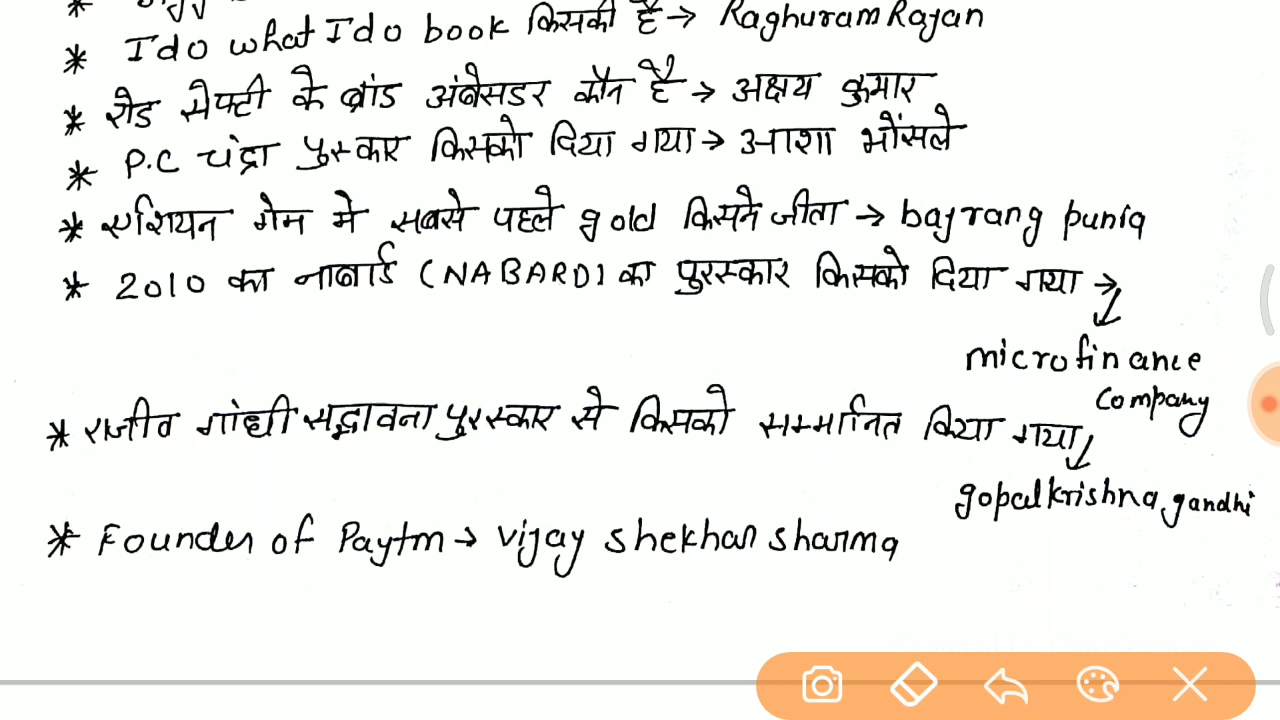 *
* I do what I do book किसकी है → Raghuram Rajan
* रोड सेफ्टी के ब्रांड अंबेसडर कौन है → अक्षय कुमार
* P.C चंद्रा पुरस्कार किसको दिया गया → आशा भोंसले
* एशियन गेम मे सबसे पहले gold किसने जीता → bajrang punia
* 2010 का नाबार्ड (NABARD) का पुरस्कार किसको दिया गया →
↓
microfinance
company
* राजीव गांधी सद्भावना पुरस्कार से किसको सम्मानित किया गया
↓
gopalkrishna gandhi
* Founder of Paytm → vijay shekhar sharma